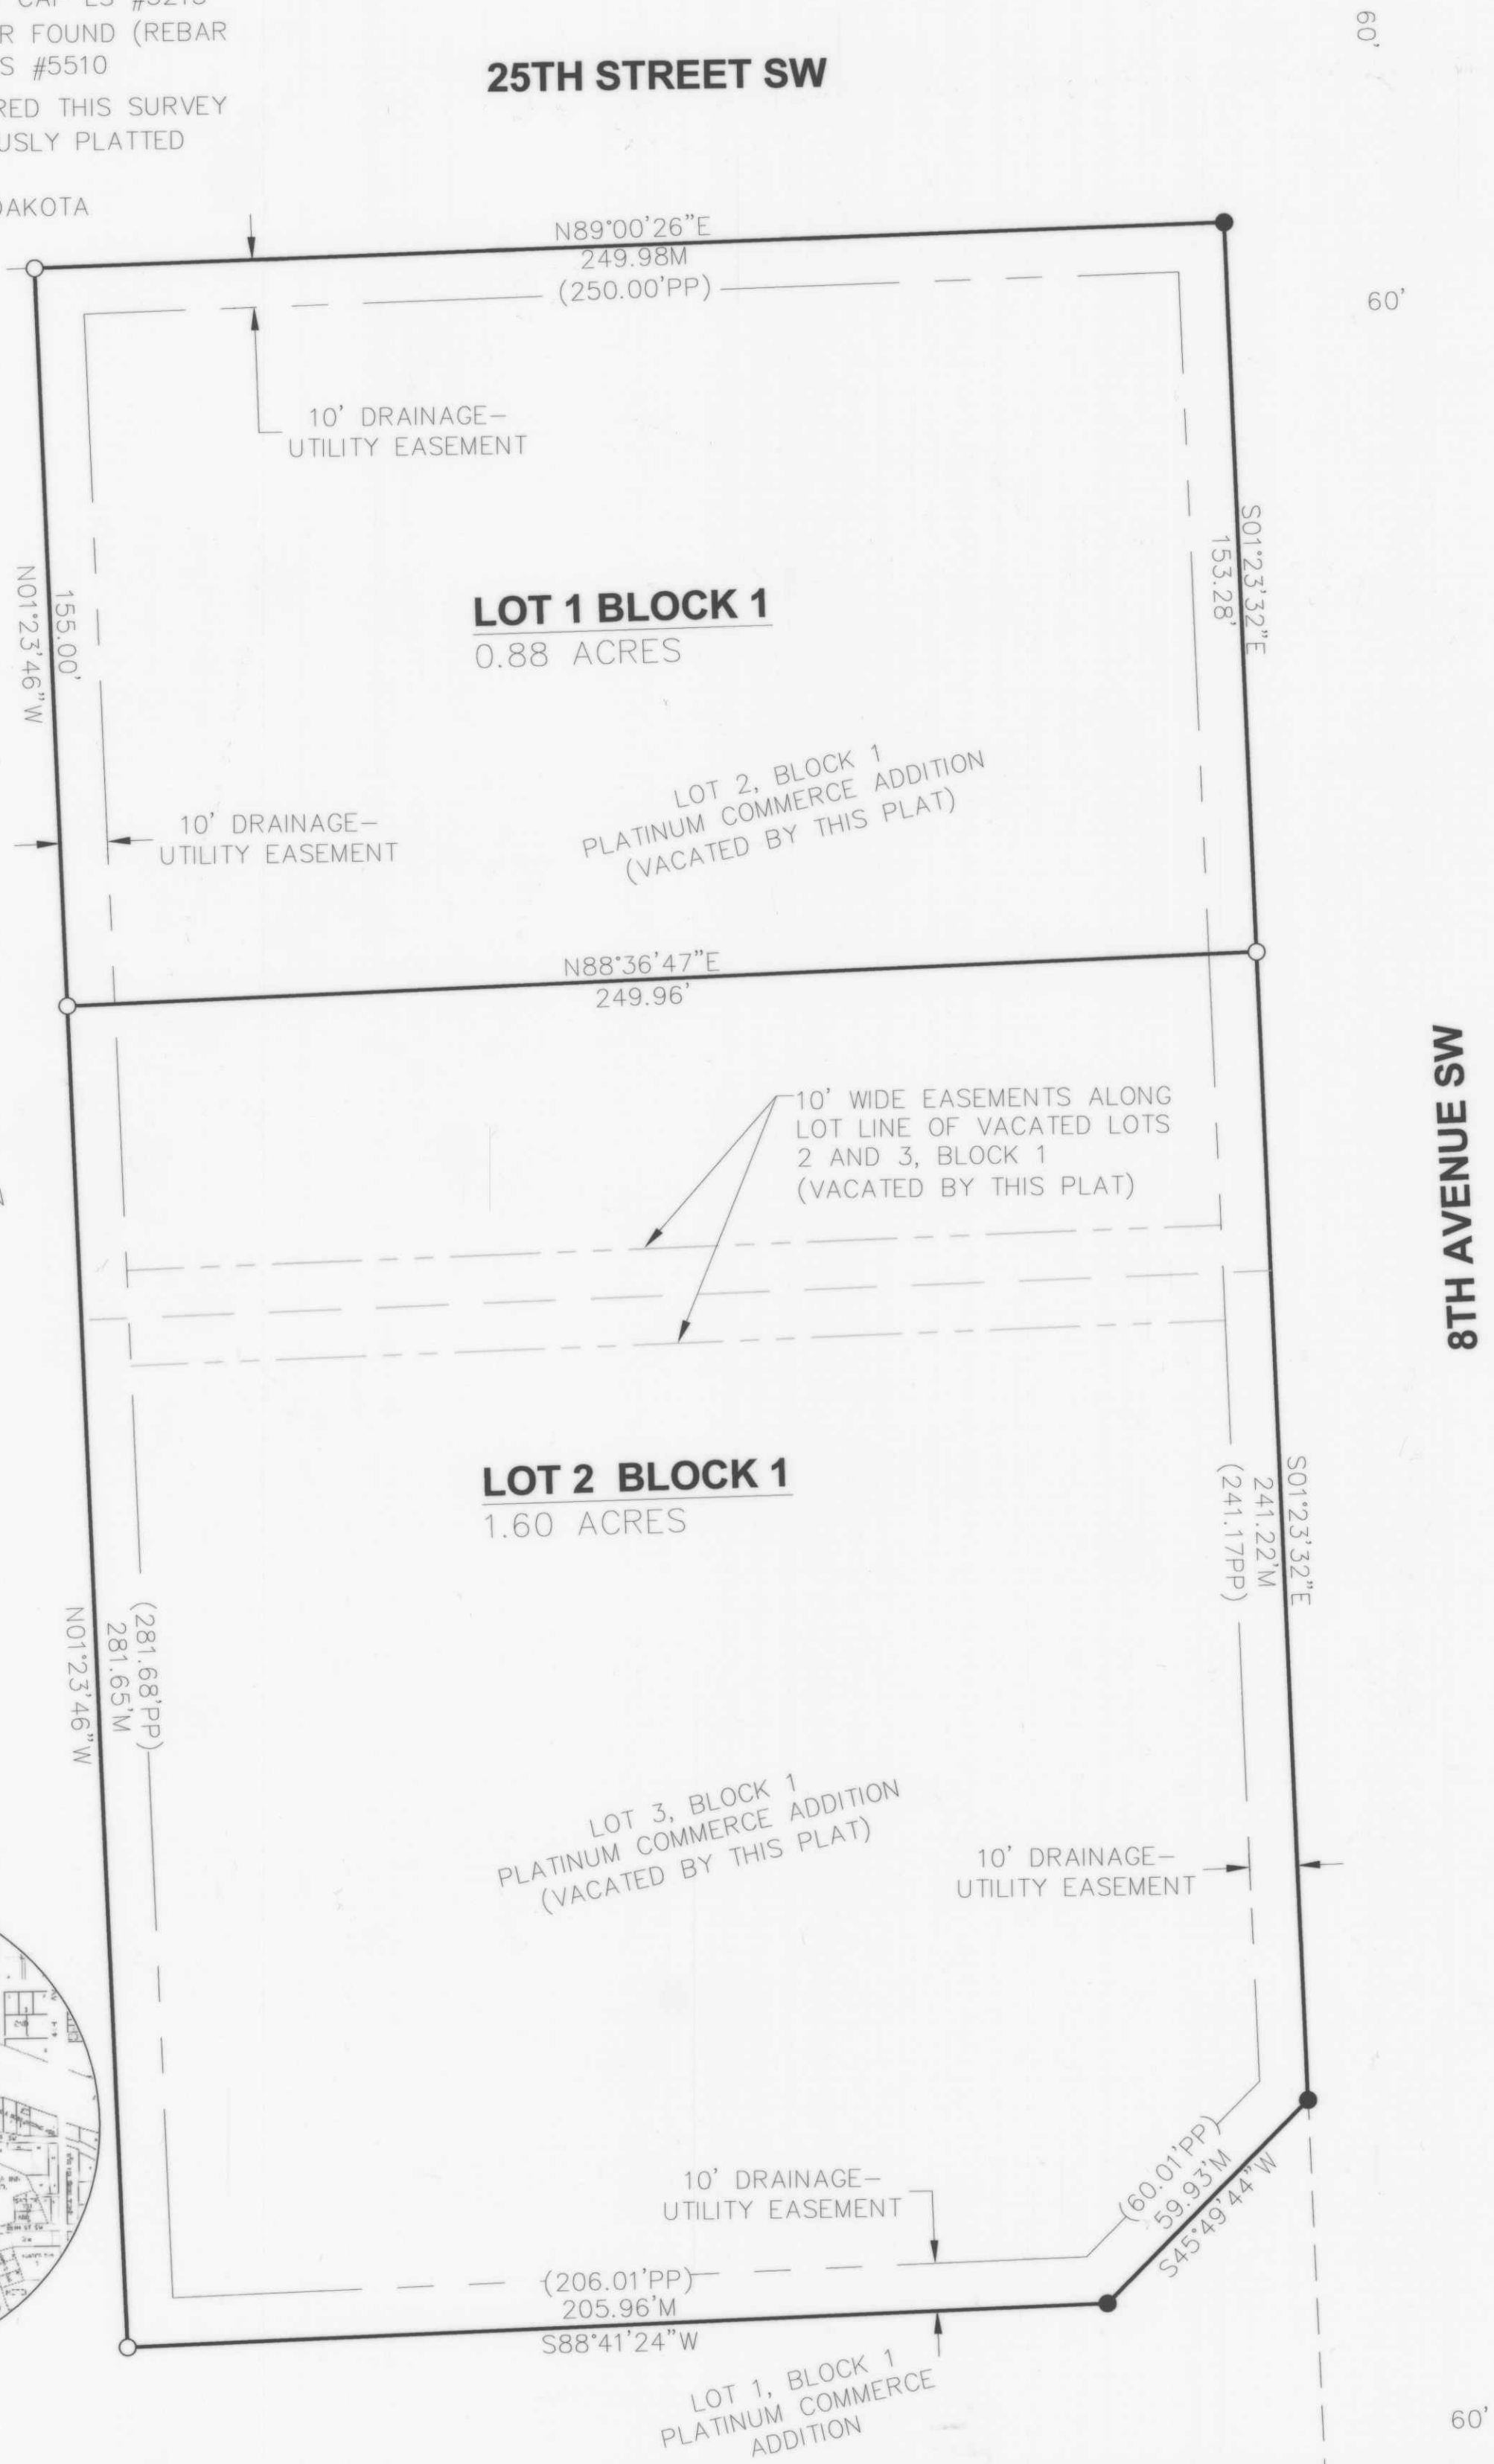 CAP LS
R FOUND (REBAR
S #5510
RED THIS SURVEY
USLY PLATTED
DAKOTA
25TH STREET SW
60'
60'
N89°00'26"E
249.98M
(250.00'PP)
10' DRAINAGE-
UTILITY EASEMENT
S01°23'32"E
153.28'
155.00'
N01°23'46"W
LOT 1 BLOCK 1
0.88 ACRES
LOT 2, BLOCK 1
PLATINUM COMMERCE ADDITION
(VACATED BY THIS PLAT)
10' DRAINAGE-
UTILITY EASEMENT
N88°36'47"E
249.96'
10' WIDE EASEMENTS ALONG
LOT LINE OF VACATED LOTS
2 AND 3, BLOCK 1
(VACATED BY THIS PLAT)
8TH AVENUE SW
LOT 2 BLOCK 1
1.60 ACRES
S01°23'32"E
241.22'M
(241.17PP)
(281.68'PP)
281.65'M
N01°23'46"W
LOT 3, BLOCK 1
PLATINUM COMMERCE ADDITION
(VACATED BY THIS PLAT)
10' DRAINAGE-
UTILITY EASEMENT
(60.01'PP)
59.93'M
S45°49'44"W
10' DRAINAGE-
UTILITY EASEMENT
(206.01'PP)
205.96'M
S88°41'24"W
LOT 1, BLOCK 1
PLATINUM COMMERCE
ADDITION
60'